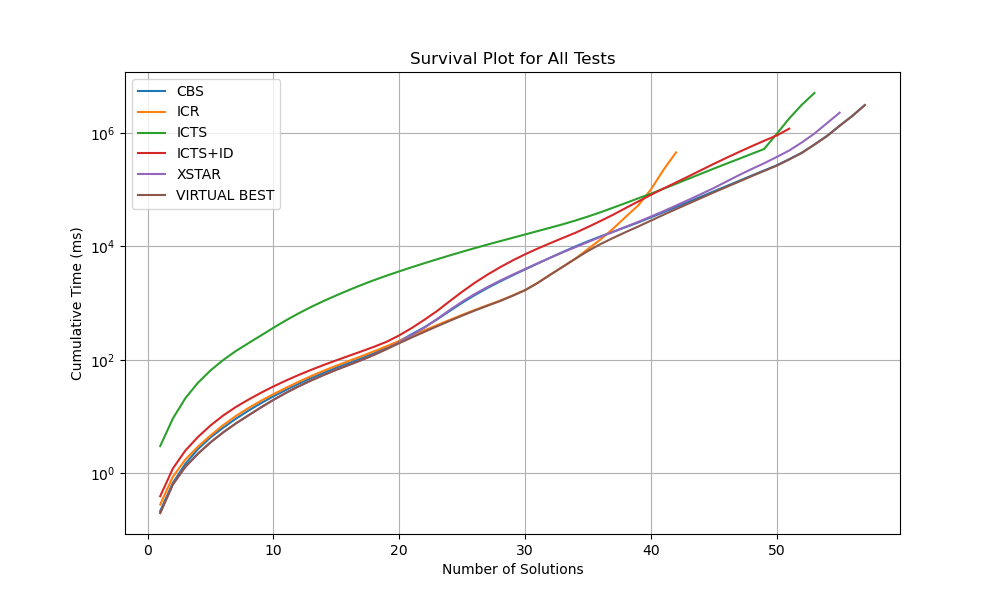 Survival Plot for All Tests
CBS
ICR
ICTS
ICTS+ID
XSTAR
VIRTUAL BEST
Cumulative Time (ms)
10⁶
10⁴
10²
10⁰
0 10 20 30 40 50
Number of Solutions